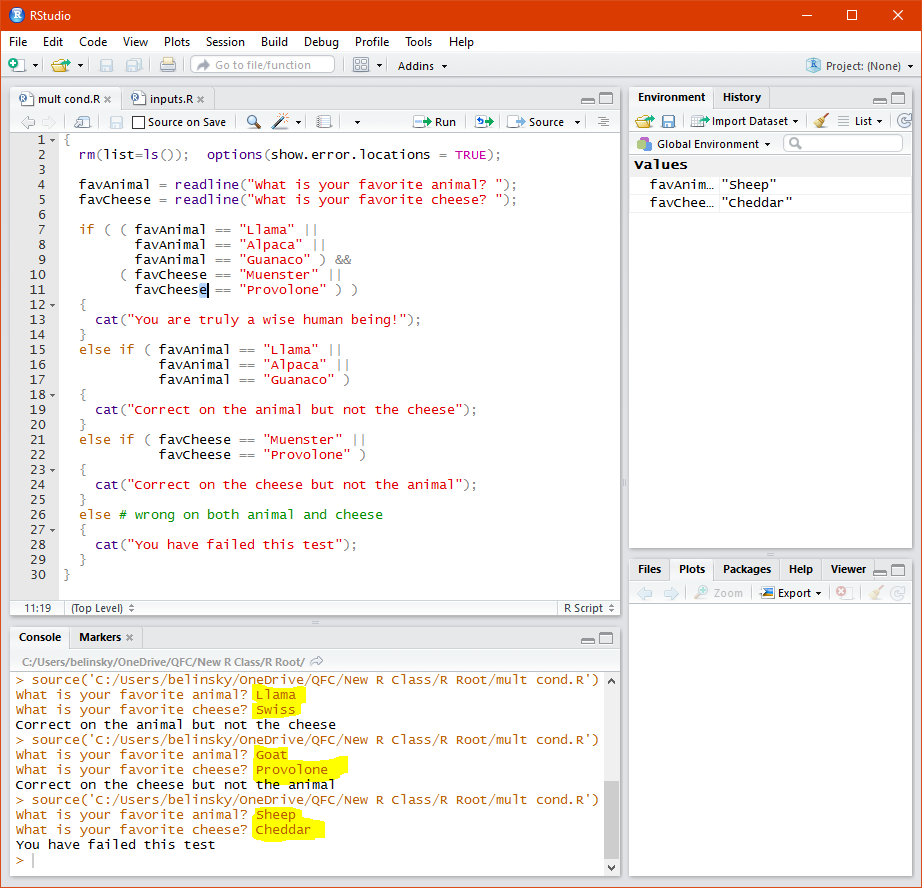 RStudio
File Edit Code View Plots Session Build Debug Profile Tools Help
Go to file/function Addins Project: (None)
mult cond.R inputs.R
Source on Save Run Source
1 {
2 rm(list=ls()); options(show.error.locations = TRUE);
3
4 favAnimal = readline("What is your favorite animal? ");
5 favCheese = readline("What is your favorite cheese? ");
6
7 if ( ( favAnimal == "Llama" ||
8 favAnimal == "Alpaca" ||
9 favAnimal == "Guanaco" ) &&
10 ( favCheese == "Muenster" ||
11 favCheese == "Provolone" ) )
12 {
13 cat("You are truly a wise human being!");
14 }
15 else if ( favAnimal == "Llama" ||
16 favAnimal == "Alpaca" ||
17 favAnimal == "Guanaco" )
18 {
19 cat("Correct on the animal but not the cheese");
20 }
21 else if ( favCheese == "Muenster" ||
22 favCheese == "Provolone" )
23 {
24 cat("Correct on the cheese but not the animal");
25 }
26 else # wrong on both animal and cheese
27 {
28 cat("You have failed this test");
29 }
30 }
11:19 (Top Level) R Script
Console Markers
C:/Users/belinsky/OneDrive/QFC/New R Class/R Root/
> source('C:/Users/belinsky/OneDrive/QFC/New R Class/R Root/mult cond.R')
What is your favorite animal? Llama
What is your favorite cheese? Swiss
Correct on the animal but not the cheese
> source('C:/Users/belinsky/OneDrive/QFC/New R Class/R Root/mult cond.R')
What is your favorite animal? Goat
What is your favorite cheese? Provolone
Correct on the cheese but not the animal
> source('C:/Users/belinsky/OneDrive/QFC/New R Class/R Root/mult cond.R')
What is your favorite animal? Sheep
What is your favorite cheese? Cheddar
You have failed this test
>
Environment History
Import Dataset List
Global Environment
Values
favAnim… "Sheep"
favChee… "Cheddar"
Files Plots Packages Help Viewer
Zoom Export